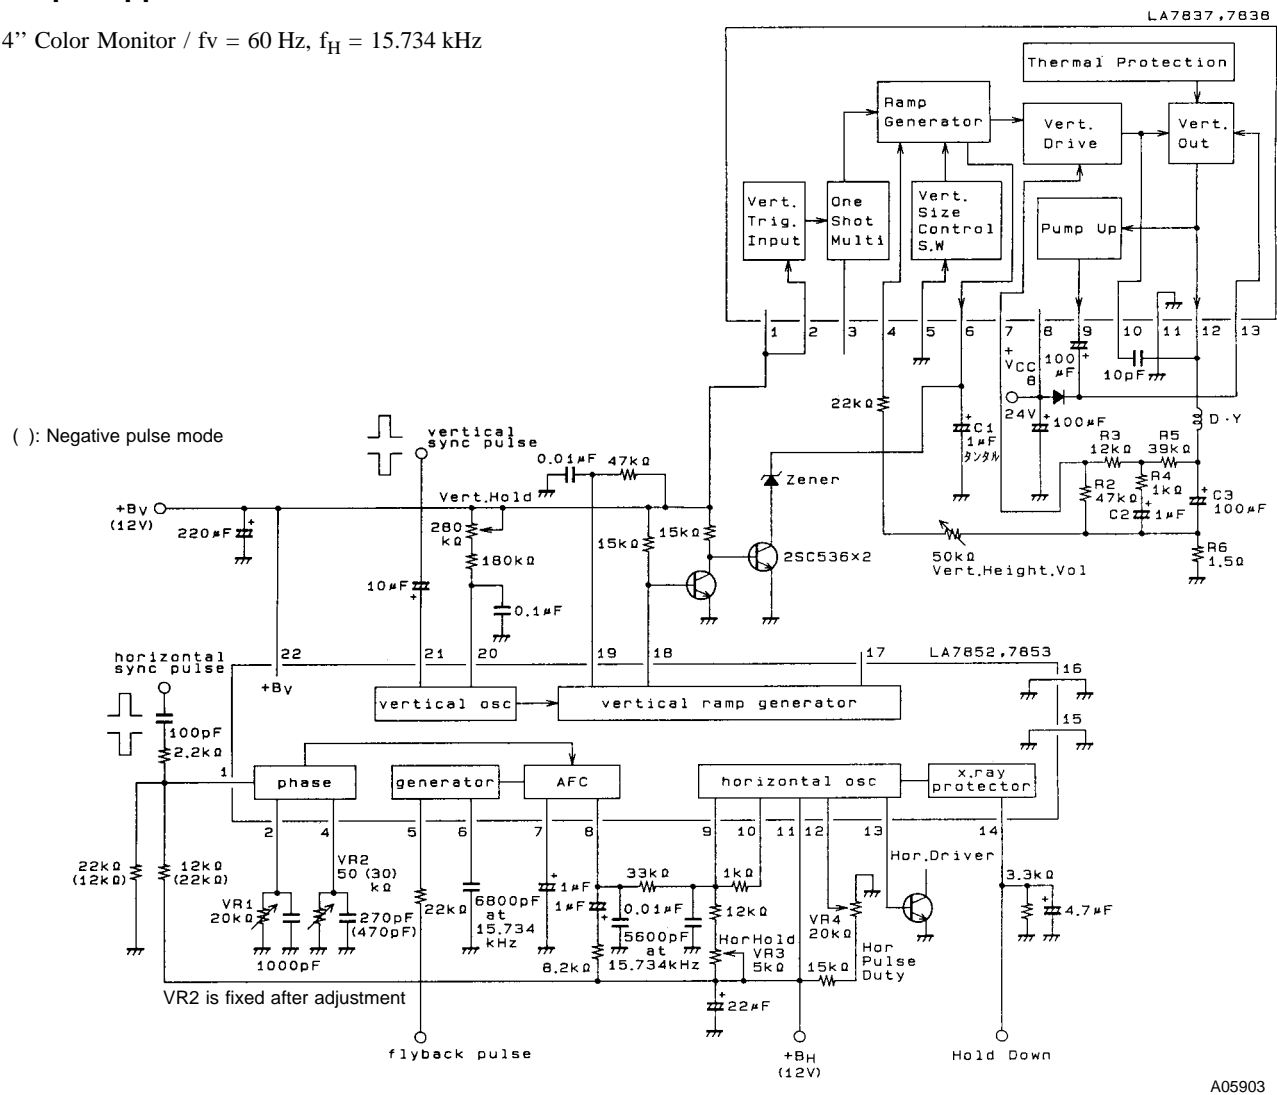 LA7837,7838
4’’ Color Monitor / fv = 60 Hz, fH = 15.734 kHz
Thermal Protection
Ramp
Generator
Vert.
Drive
Vert.
Out
Vert.
Trig.
Input
One
Shot
Multi
Vert.
Size
Control
S.W
Pump Up
1 2 3 4 5 6 7 8 9 10 11 12 13
+
VCC
8
24V
100
µF
+
10pF
22kΩ
+
C1
1µF
タンタル
+
100µF
D·Y
R3
12kΩ
R5
39kΩ
R2
47kΩ
R4
1kΩ
C2
+
1µF
+
C3
100µF
R6
1.5Ω
50kΩ
Vert.Height.Vol
( ): Negative pulse mode
vertical
sync pulse
0.01µF
47kΩ
Zener
+BV
(12V)
220µF
+
Vert.Hold
280
kΩ
180kΩ
15kΩ
15kΩ
2SC536×2
10µF
+
0.1µF
horizontal
sync pulse
22
21
20
19
18
17
LA7852,7853
16
15
+BV
vertical osc
vertical ramp generator
100pF
2.2kΩ
1
phase
generator
AFC
horizontal osc
x.ray
protector
2 4 5 6 7 8 9 10 11 12 13 14
22kΩ
(12kΩ)
12kΩ
(22kΩ)
VR2
50 (30)
kΩ
VR1
20kΩ
270pF
(470pF)
1000pF
22kΩ
6800pF
at
15.734
kHz
+
1µF
1µF
+
33kΩ
0.01µF
5600pF
at
15.734kHz
8.2kΩ
1kΩ
12kΩ
HorHold
VR3
5kΩ
VR4
20kΩ
Hor
Pulse
Duty
15kΩ
+
22µF
Hor.Driver
3.3kΩ
+
4.7µF
VR2 is fixed after adjustment
flyback pulse
+BH
(12V)
Hold Down
A05903